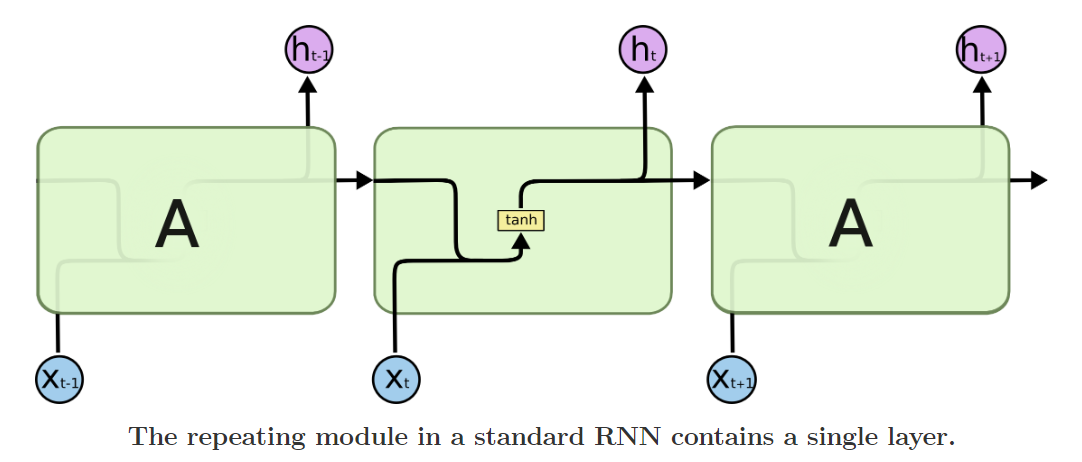 ht-1 ht ht+1
A tanh A
xt-1 xt xt+1
The repeating module in a standard RNN contains a single layer.